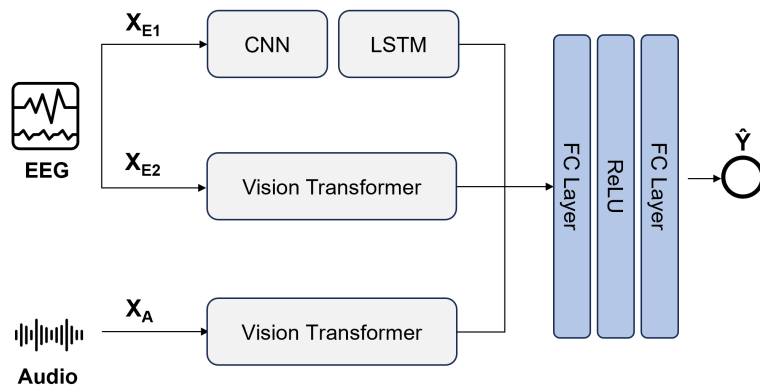 X_E1
CNN
LSTM
EEG
X_E2
Vision Transformer
FC Layer
ReLU
FC Layer
Ŷ
X_A
Vision Transformer
Audio